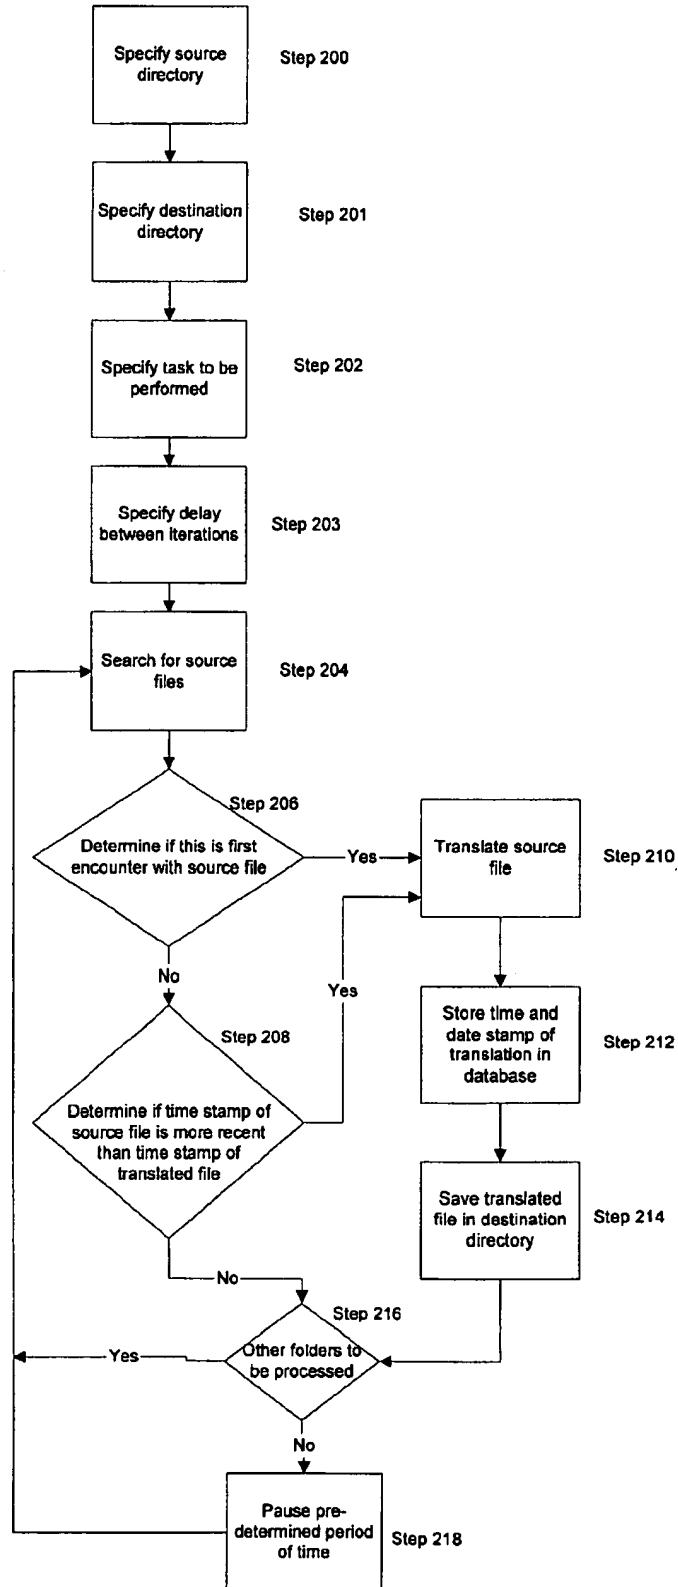 Specify source
directory
Step 200
Specify destination
directory
Step 201
Specify task to be
performed
Step 202
Specify delay
between iterations
Step 203
Search for source
files
Step 204
Step 206
Determine if this is first
encounter with source file
Yes
Translate source
file
Step 210
No
Yes
Store time and
date stamp of
translation in
database
Step 212
Step 208
Determine if time stamp of
source file is more recent
than time stamp of
translated file
Save translated
file in destination
directory
Step 214
No
Step 216
Other folders to
be processed
Yes
No
Pause pre-
determined period
of time
Step 218